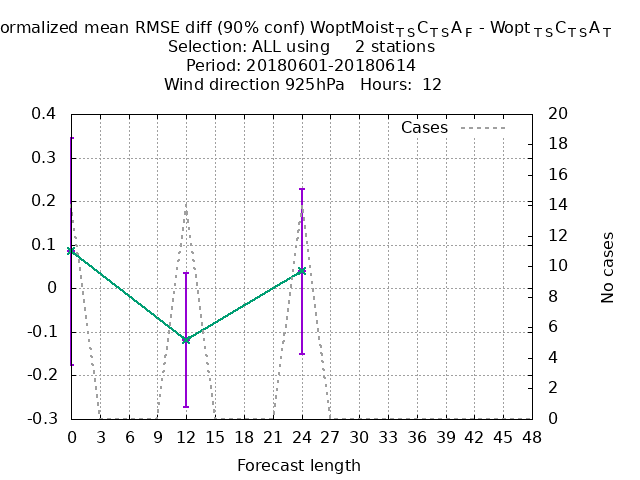 ormalized mean RMSE diff (90% conf) WoptMoist_TS C_TS A_F - Wopt_TS C_TS A_T
Selection: ALL using 2 stations
Period: 20180601-20180614
Wind direction 925hPa Hours: 12
Cases
0.4
0.3
0.2
0.1
0
-0.1
-0.2
-0.3
20
18
16
14
12
10
8
6
4
2
0
No cases
0 3 6 9 12 15 18 21 24 27 30 33 36 39 42 45 48
Forecast length